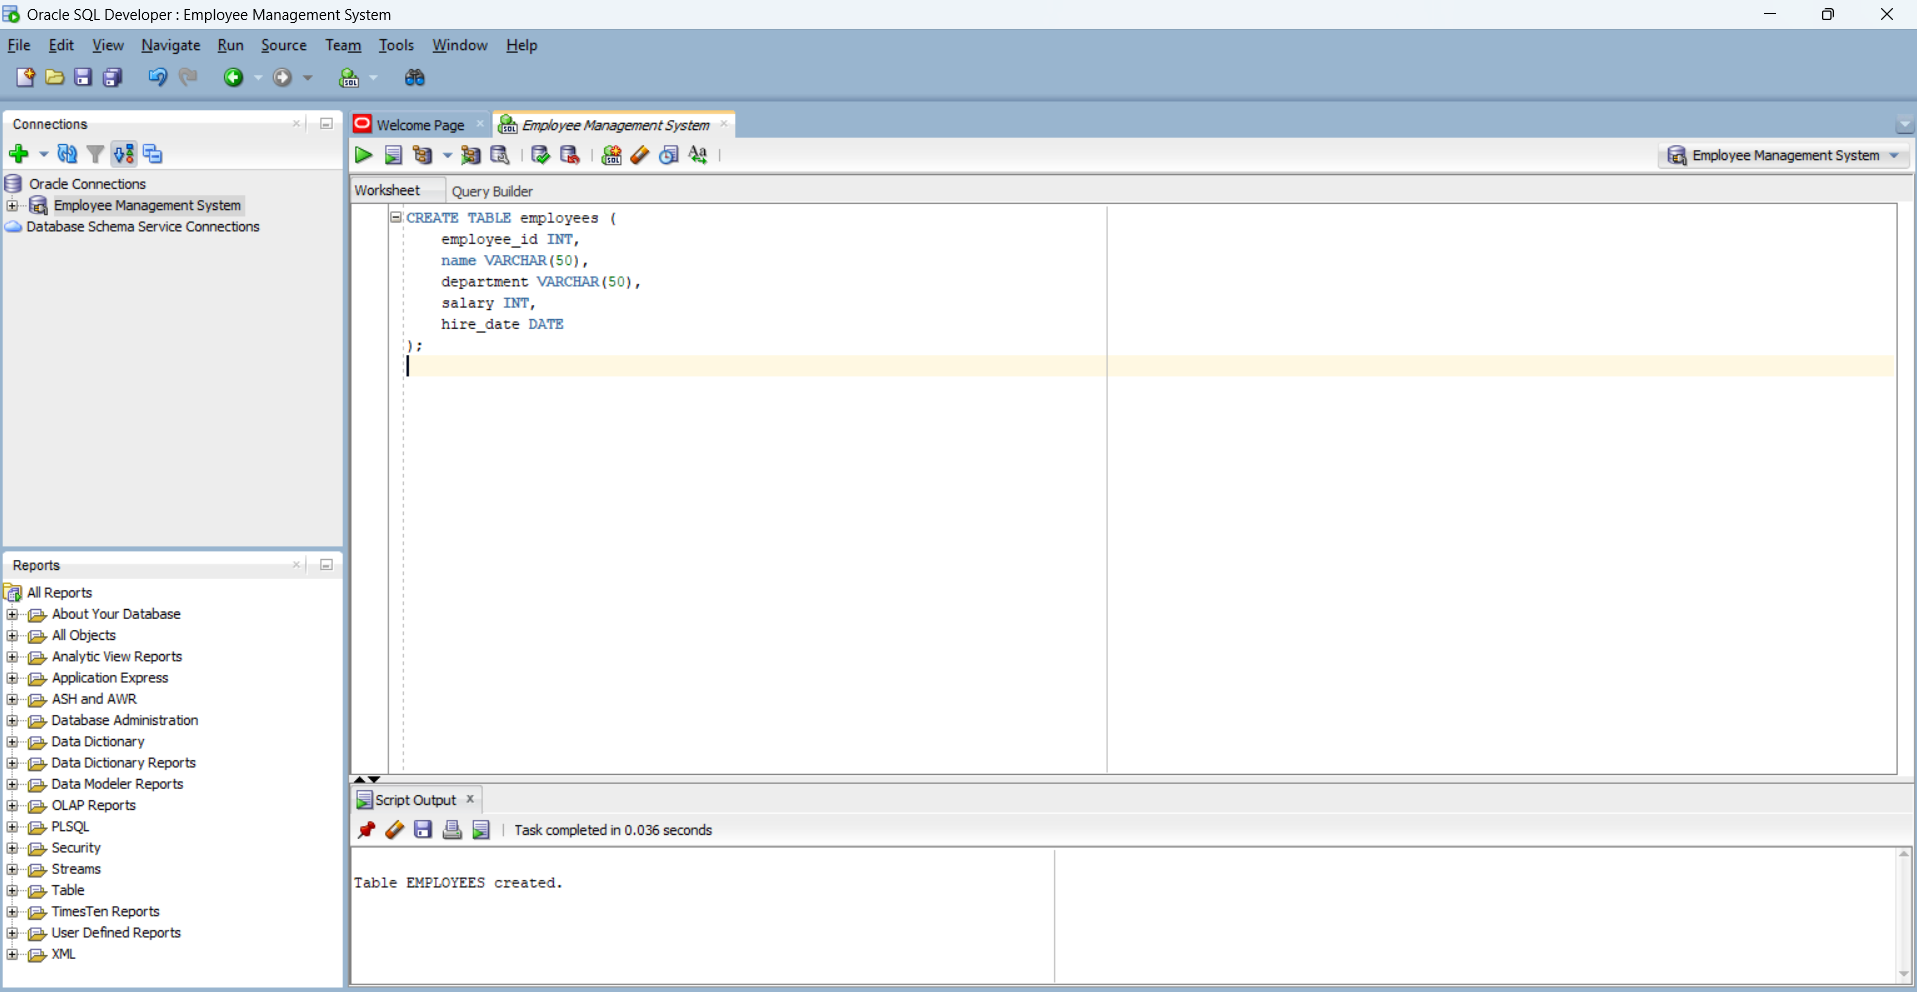 Oracle SQL Developer : Employee Management System
File Edit View Navigate Run Source Team Tools Window Help
Connections
Oracle Connections
Employee Management System
Database Schema Service Connections
Reports
All Reports
About Your Database
All Objects
Analytic View Reports
Application Express
ASH and AWR
Database Administration
Data Dictionary
Data Dictionary Reports
Data Modeler Reports
OLAP Reports
PLSQL
Security
Streams
Table
TimesTen Reports
User Defined Reports
XML
Welcome Page
Employee Management System
Employee Management System
Worksheet Query Builder
CREATE TABLE employees (
employee_id INT,
name VARCHAR(50),
department VARCHAR(50),
salary INT,
hire_date DATE
);
Script Output
Task completed in 0.036 seconds
Table EMPLOYEES created.